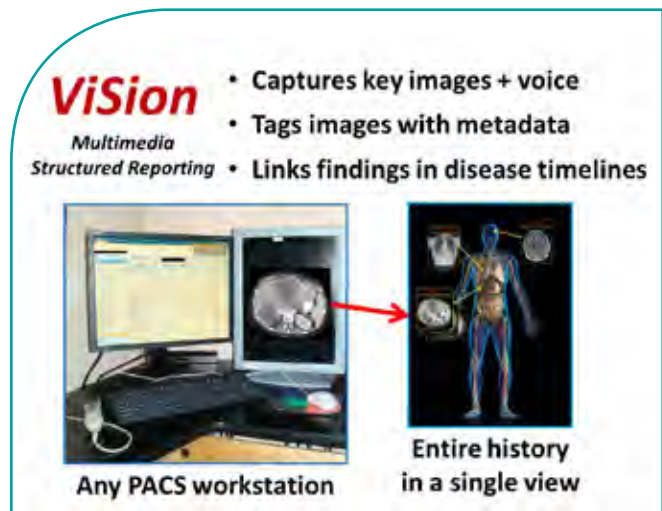 ViSion
Multimedia
Structured Reporting
• Captures key images + voice
• Tags images with metadata
• Links findings in disease timelines
Any PACS workstation
Entire history
in a single view